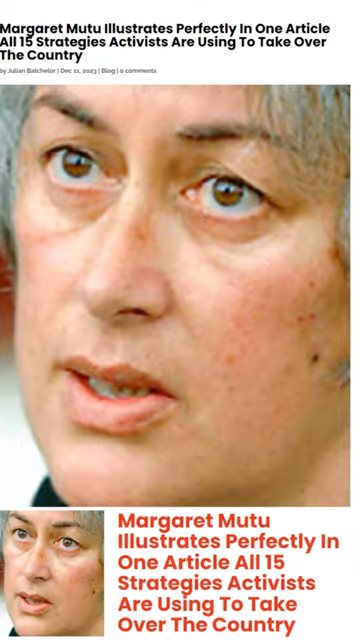 Margaret Mutu Illustrates Perfectly In One Article
All 15 Strategies Activists Are Using To Take Over
The Country
by Julian Batchelor | Dec 11, 2023 | Blog | 0 comments
Margaret Mutu
Illustrates Perfectly In
One Article All 15
Strategies Activists
Are Using To Take
Over The Country